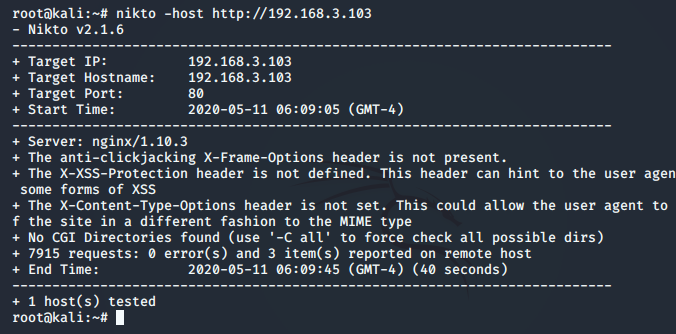 root@kali:~# nikto -host http://192.168.3.103
- Nikto v2.1.6
---------------------------------------------------------------------------
+ Target IP:          192.168.3.103
+ Target Hostname:    192.168.3.103
+ Target Port:        80
+ Start Time:         2020-05-11 06:09:05 (GMT-4)
---------------------------------------------------------------------------
+ Server: nginx/1.10.3
+ The anti-clickjacking X-Frame-Options header is not present.
+ The X-XSS-Protection header is not defined. This header can hint to the user agen
some forms of XSS
+ The X-Content-Type-Options header is not set. This could allow the user agent to
f the site in a different fashion to the MIME type
+ No CGI Directories found (use '-C all' to force check all possible dirs)
+ 7915 requests: 0 error(s) and 3 item(s) reported on remote host
+ End Time:           2020-05-11 06:09:45 (GMT-4) (40 seconds)
---------------------------------------------------------------------------
+ 1 host(s) tested
root@kali:~#